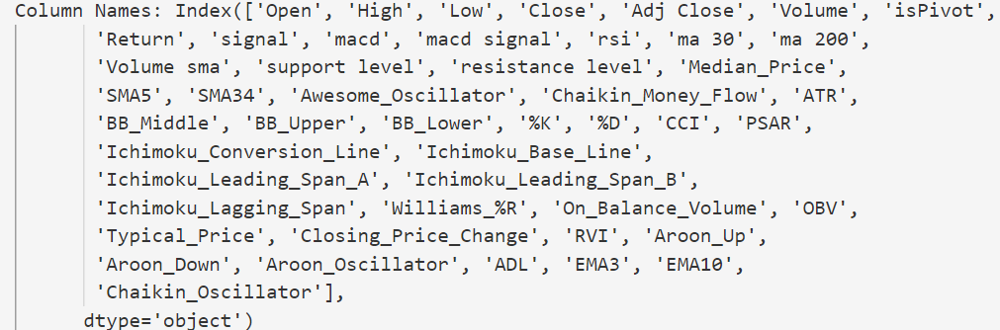 Column Names: Index(['Open', 'High', 'Low', 'Close', 'Adj Close', 'Volume', 'isPivot',
'Return', 'signal', 'macd', 'macd signal', 'rsi', 'ma 30', 'ma 200',
'Volume sma', 'support level', 'resistance level', 'Median_Price',
'SMA5', 'SMA34', 'Awesome_Oscillator', 'Chaikin_Money_Flow', 'ATR',
'BB_Middle', 'BB_Upper', 'BB_Lower', '%K', '%D', 'CCI', 'PSAR',
'Ichimoku_Conversion_Line', 'Ichimoku_Base_Line',
'Ichimoku_Leading_Span_A', 'Ichimoku_Leading_Span_B',
'Ichimoku_Lagging_Span', 'Williams_%R', 'On_Balance_Volume', 'OBV',
'Typical_Price', 'Closing_Price_Change', 'RVI', 'Aroon_Up',
'Aroon_Down', 'Aroon_Oscillator', 'ADL', 'EMA3', 'EMA10',
'Chaikin_Oscillator'],
dtype='object')